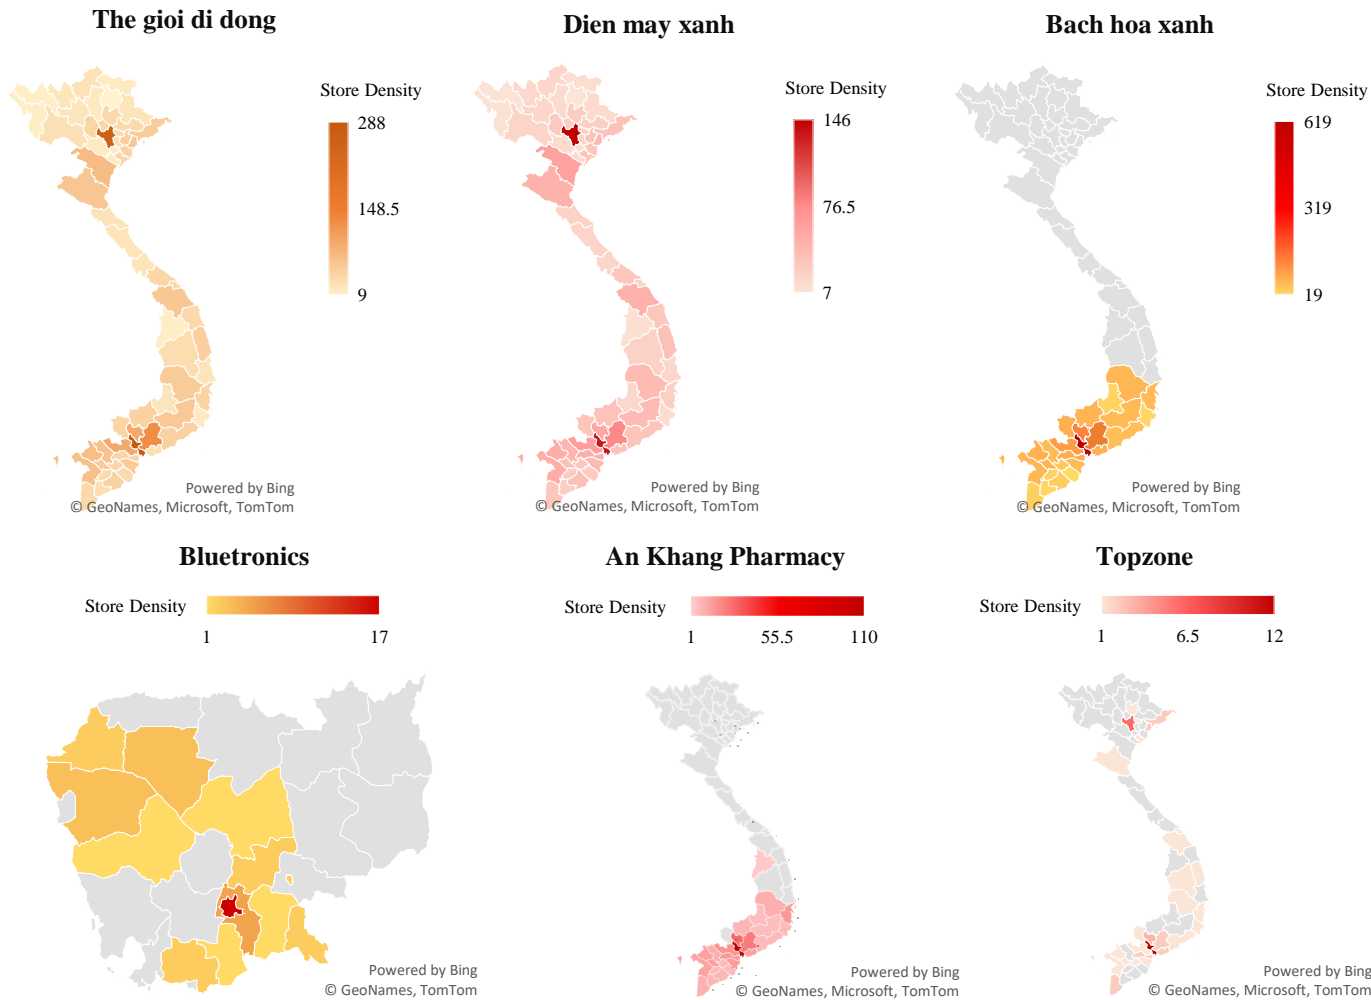 The gioi di dong
Store Density
288
148.5
9
Powered by Bing
© GeoNames, Microsoft, TomTom
Dien may xanh
Store Density
146
76.5
7
Powered by Bing
© GeoNames, Microsoft, TomTom
Bach hoa xanh
Store Density
619
319
19
Powered by Bing
© GeoNames, Microsoft, TomTom
Bluetronics
Store Density
1 17
Powered by Bing
© GeoNames, TomTom
An Khang Pharmacy
Store Density
1 55.5 110
Powered by Bing
© GeoNames, Microsoft, TomTom
Topzone
Store Density
1 6.5 12
Powered by Bing
© GeoNames, Microsoft, TomTom